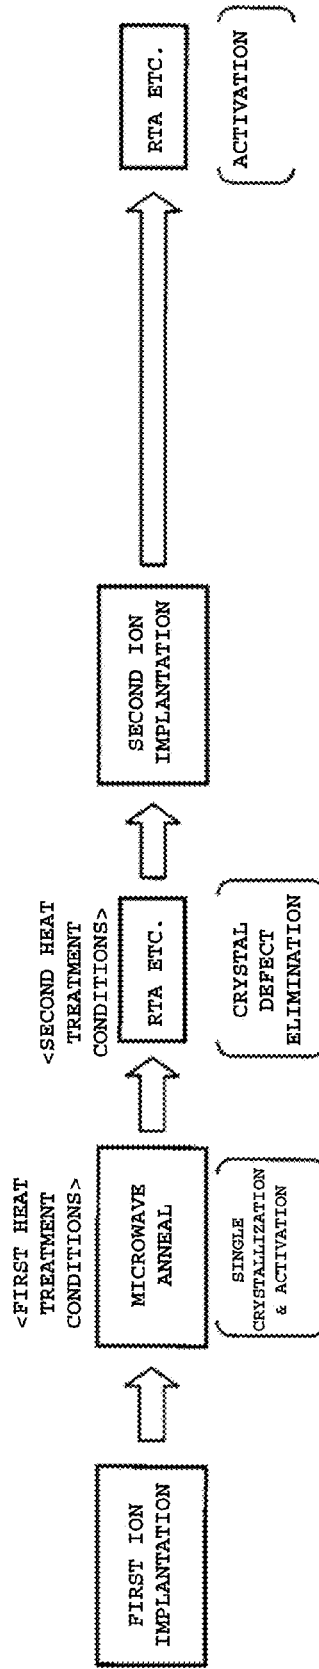 FIRST ION
IMPLANTATION
<FIRST HEAT
TREATMENT
CONDITIONS>
MICROWAVE
ANNEAL
SINGLE
CRYSTALLIZATION
& ACTIVATION
<SECOND HEAT
TREATMENT
CONDITIONS>
RTA ETC.
CRYSTAL
DEFECT
ELIMINATION
SECOND ION
IMPLANTATION
RTA ETC.
ACTIVATION